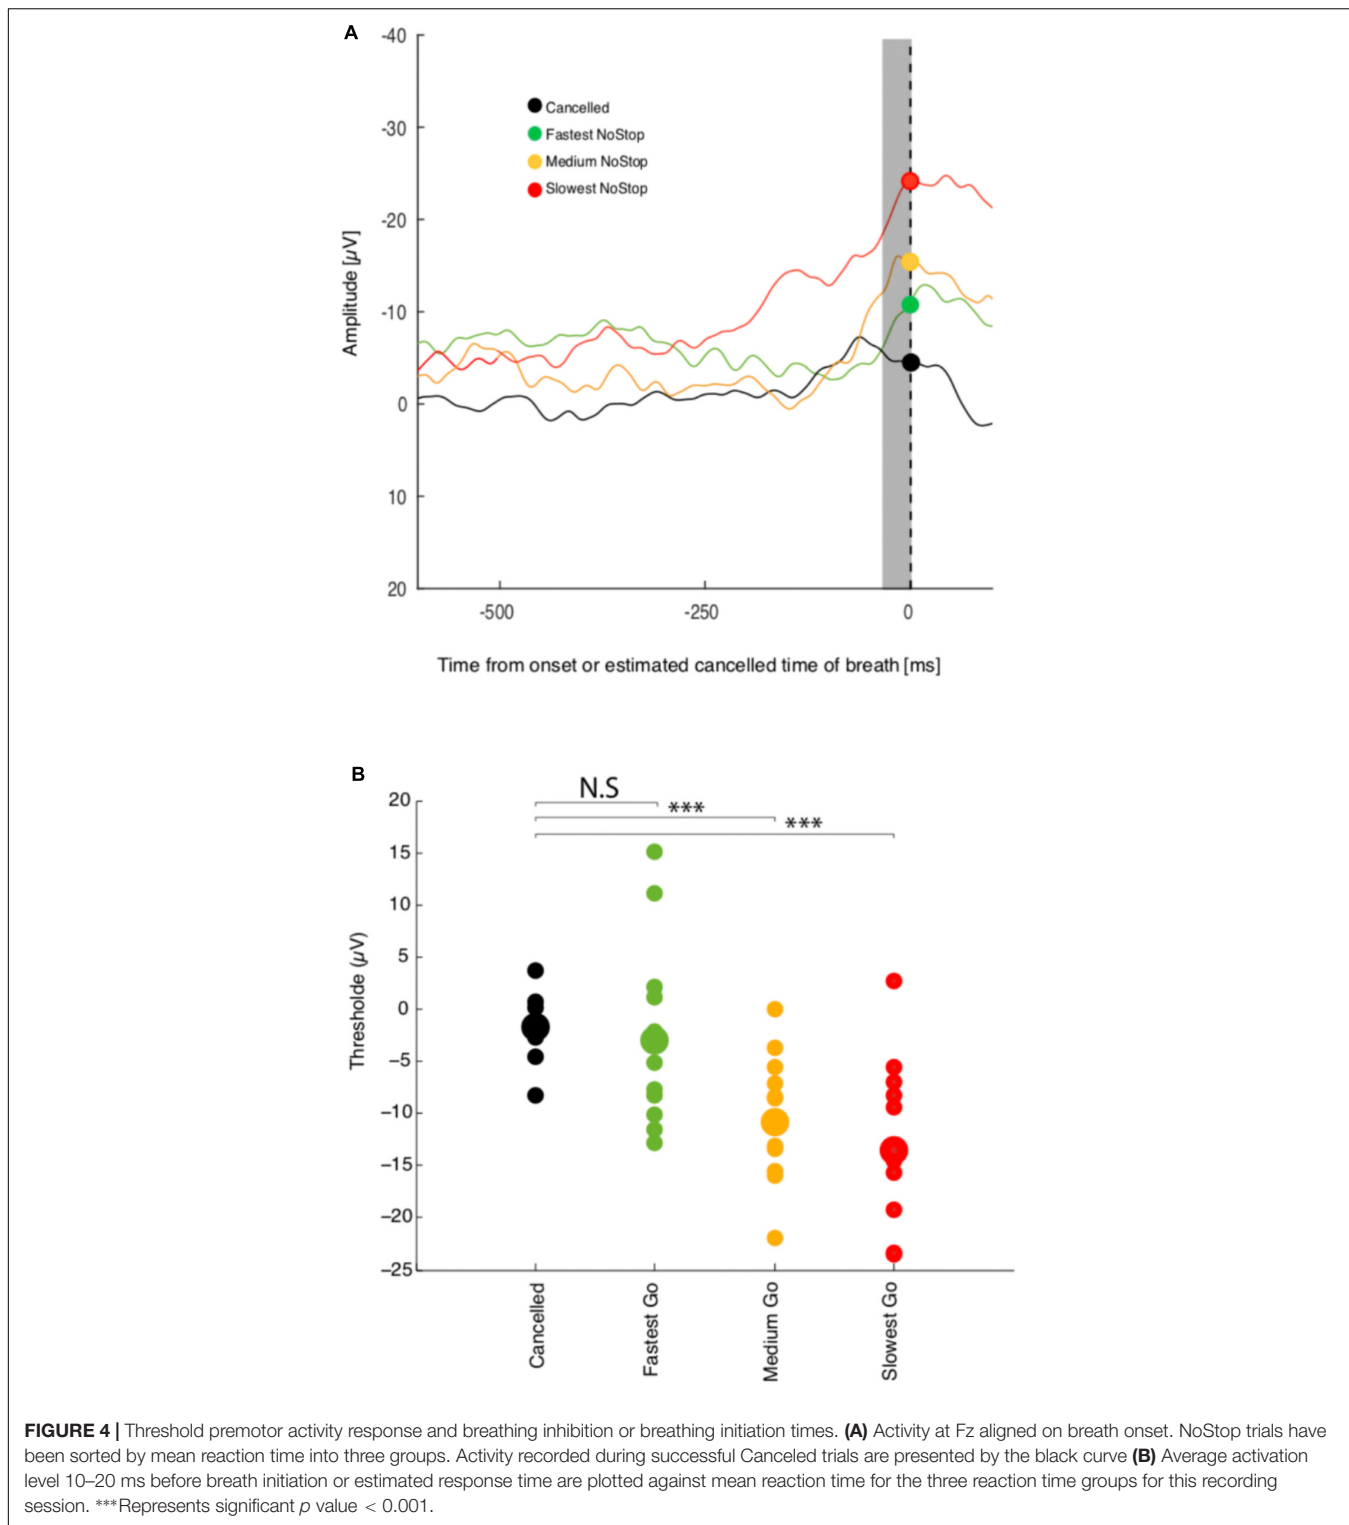 A
-40
-30
-20
-10
0
10
20
Amplitude [µV]
Cancelled
Fastest NoStop
Medium NoStop
Slowest NoStop
-500
-250
0
Time from onset or estimated cancelled time of breath [ms]
B
N.S
***
***
20
15
10
5
0
−5
−10
−15
−20
−25
Thresholde (µV)
Cancelled
Fastest Go
Medium Go
Slowest Go
FIGURE 4 | Threshold premotor activity response and breathing inhibition or breathing initiation times. (A) Activity at Fz aligned on breath onset. NoStop trials have
been sorted by mean reaction time into three groups. Activity recorded during successful Canceled trials are presented by the black curve (B) Average activation
level 10–20 ms before breath initiation or estimated response time are plotted against mean reaction time for the three reaction time groups for this recording
session. ***Represents significant p value < 0.001.